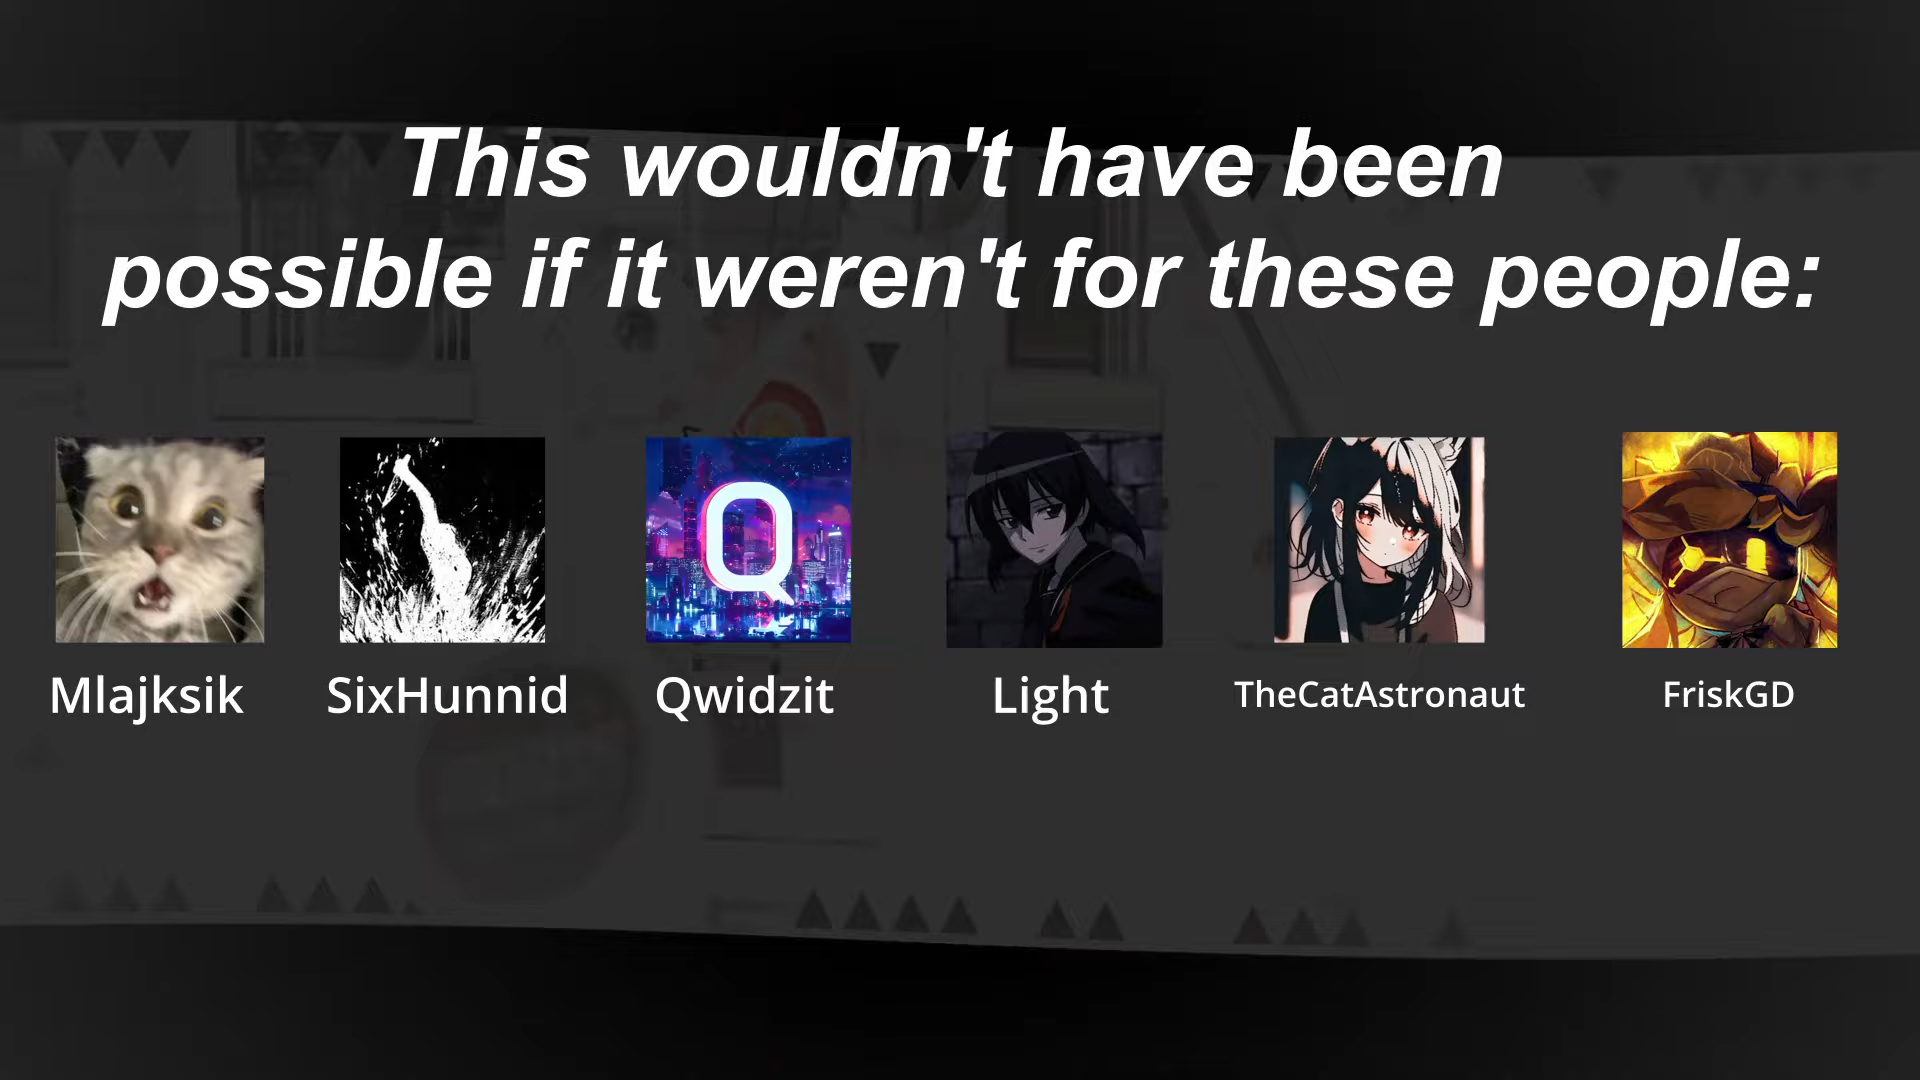 This wouldn't have been
possible if it weren't for these people:
Q
Mlajksik SixHunnid Qwidzit Light TheCatAstronaut FriskGD